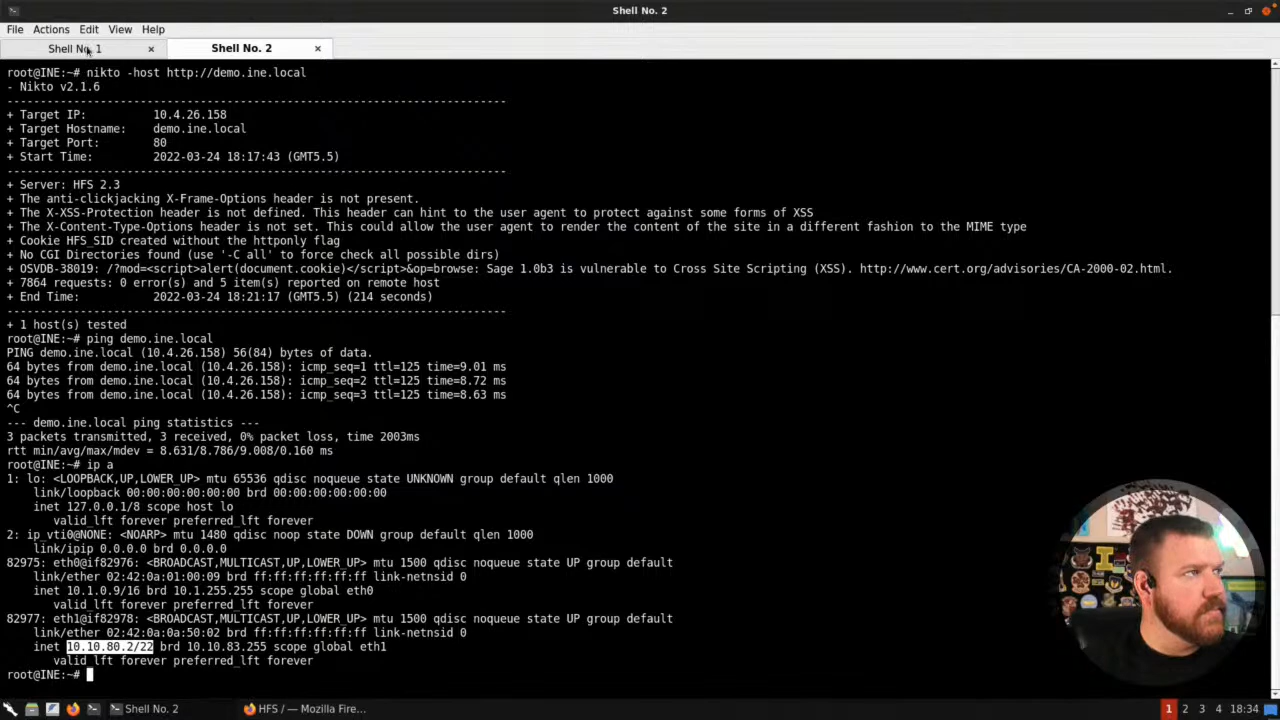 Shell No. 2
File Actions Edit View Help
Shell No. 1 × Shell No. 2 ×
root@INE:~# nikto -host http://demo.ine.local
- Nikto v2.1.6
---------------------------------------------------------------------------
+ Target IP:          10.4.26.158
+ Target Hostname:    demo.ine.local
+ Target Port:        80
+ Start Time:         2022-03-24 18:17:43 (GMT5.5)
---------------------------------------------------------------------------
+ Server: HFS 2.3
+ The anti-clickjacking X-Frame-Options header is not present.
+ The X-XSS-Protection header is not defined. This header can hint to the user agent to protect against some forms of XSS
+ The X-Content-Type-Options header is not set. This could allow the user agent to render the content of the site in a different fashion to the MIME type
+ Cookie HFS_SID created without the httponly flag
+ No CGI Directories found (use '-C all' to force check all possible dirs)
+ OSVDB-38019: /?mod=<script>alert(document.cookie)</script>&op=browse: Sage 1.0b3 is vulnerable to Cross Site Scripting (XSS). http://www.cert.org/advisories/CA-2000-02.html.
+ 7864 requests: 0 error(s) and 5 item(s) reported on remote host
+ End Time:           2022-03-24 18:21:17 (GMT5.5) (214 seconds)
---------------------------------------------------------------------------
+ 1 host(s) tested
root@INE:~# ping demo.ine.local
PING demo.ine.local (10.4.26.158) 56(84) bytes of data.
64 bytes from demo.ine.local (10.4.26.158): icmp_seq=1 ttl=125 time=9.01 ms
64 bytes from demo.ine.local (10.4.26.158): icmp_seq=2 ttl=125 time=8.72 ms
64 bytes from demo.ine.local (10.4.26.158): icmp_seq=3 ttl=125 time=8.63 ms
^C
--- demo.ine.local ping statistics ---
3 packets transmitted, 3 received, 0% packet loss, time 2003ms
rtt min/avg/max/mdev = 8.631/8.786/9.008/0.160 ms
root@INE:~# ip a
1: lo: <LOOPBACK,UP,LOWER_UP> mtu 65536 qdisc noqueue state UNKNOWN group default qlen 1000
    link/loopback 00:00:00:00:00:00 brd 00:00:00:00:00:00
    inet 127.0.0.1/8 scope host lo
       valid_lft forever preferred_lft forever
2: ip_vti0@NONE: <NOARP> mtu 1480 qdisc noop state DOWN group default qlen 1000
    link/ipip 0.0.0.0 brd 0.0.0.0
82975: eth0@if82976: <BROADCAST,MULTICAST,UP,LOWER_UP> mtu 1500 qdisc noqueue state UP group default
    link/ether 02:42:0a:01:00:09 brd ff:ff:ff:ff:ff:ff link-netnsid 0
    inet 10.1.0.9/16 brd 10.1.255.255 scope global eth0
       valid_lft forever preferred_lft forever
82977: eth1@if82978: <BROADCAST,MULTICAST,UP,LOWER_UP> mtu 1500 qdisc noqueue state UP group default
    link/ether 02:42:0a:0a:50:02 brd ff:ff:ff:ff:ff:ff link-netnsid 0
    inet 10.10.80.2/22 brd 10.10.83.255 scope global eth1
       valid_lft forever preferred_lft forever
root@INE:~#
Shell No. 2 HFS / — Mozilla Fire... 1 2 3 4 18:34